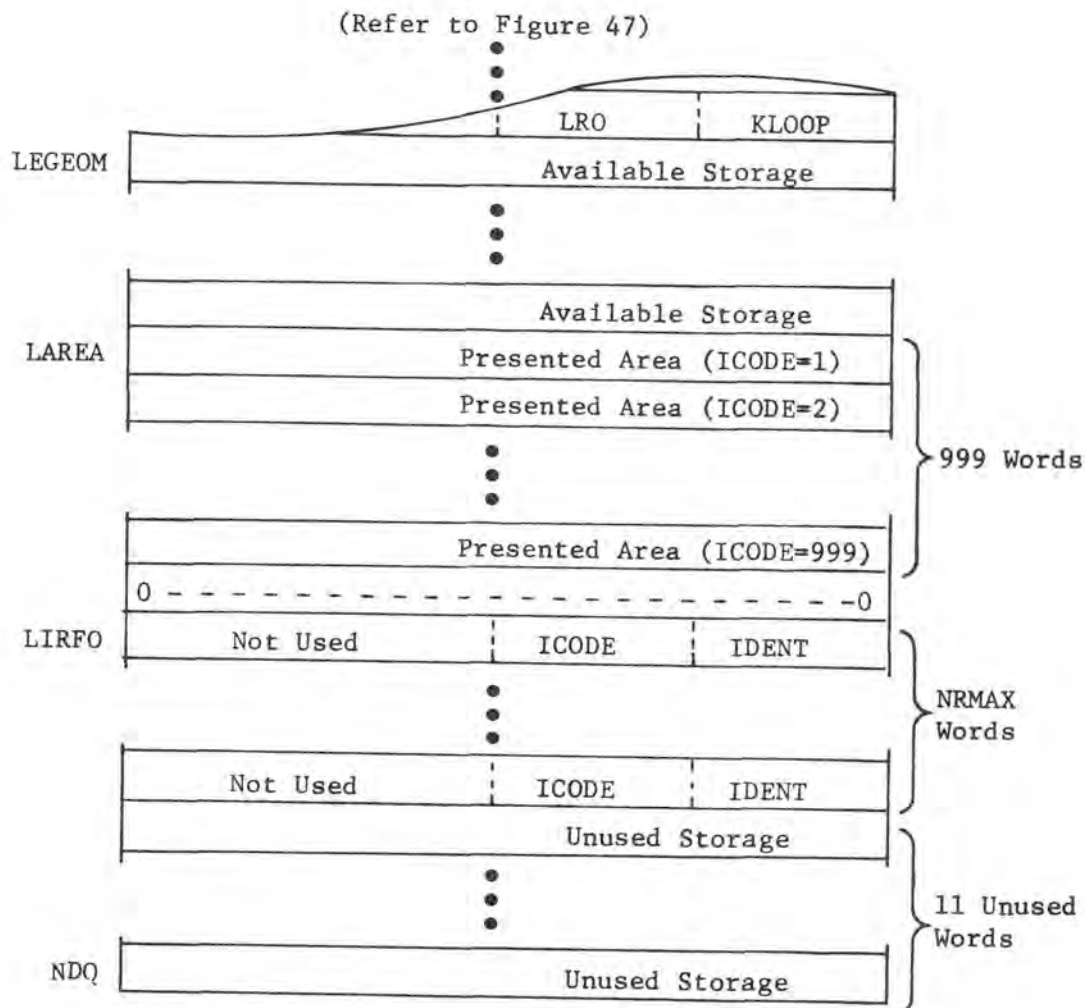 (Refer to Figure 47)
LRO KLOOP
LEGEOM Available Storage
Available Storage
LAREA Presented Area (ICODE=1)
Presented Area (ICODE=2)
999 Words
Presented Area (ICODE=999)
0 - - - - - - - - - - - - - - - - -0
LIRFO Not Used ICODE IDENT
NRMAX
Words
Not Used ICODE IDENT
Unused Storage
11 Unused
Words
NDQ Unused Storage